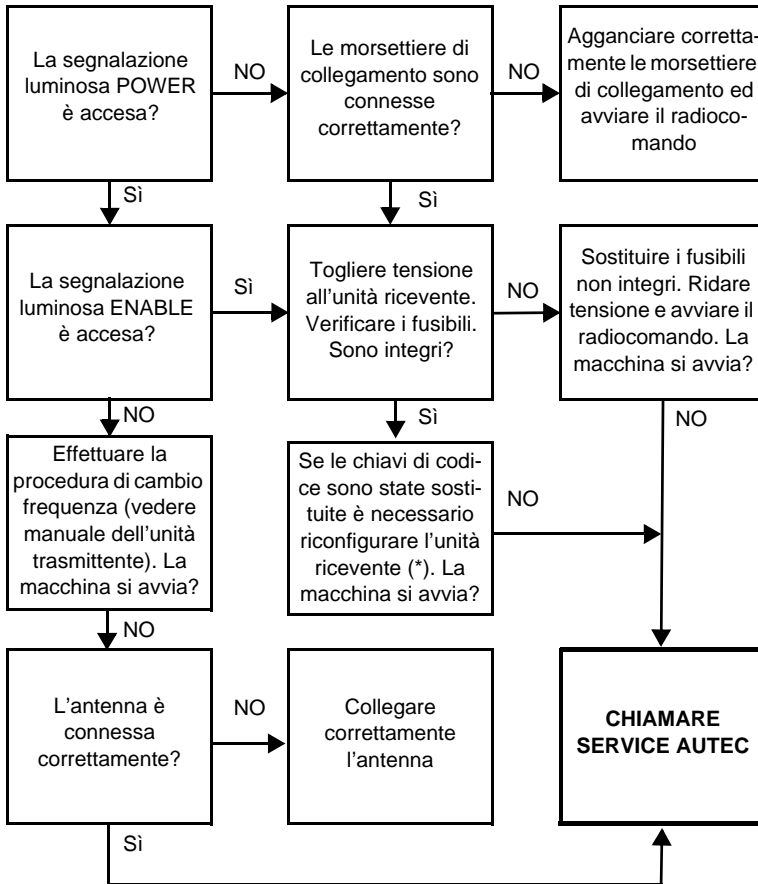 La segnalazione
luminosa POWER
è accesa?
NO
Le morsettiere di
collegamento sono
connesse
correttamente?
NO
Agganciare corretta-
mente le morsettiere
di collegamento ed
avviare il radioco-
mando
Sì
Sì
La segnalazione
luminosa ENABLE
è accesa?
Sì
Togliere tensione
all'unità ricevente.
Verificare i fusibili.
Sono integri?
NO
Sostituire i fusibili
non integri. Ridare
tensione e avviare il
radiocomando. La
macchina si avvia?
NO
Sì
NO
Effettuare la
procedura di cambio
frequenza (vedere
manuale dell'unità
trasmittente). La
macchina si avvia?
Se le chiavi di codi-
ce sono state sosti-
tuite è necessario
riconfigurare l'unità
ricevente (*). La
macchina si avvia?
NO
NO
L'antenna è
connessa
correttamente?
NO
Collegare
correttamente
l'antenna
CHIAMARE
SERVICE AUTEC
Sì